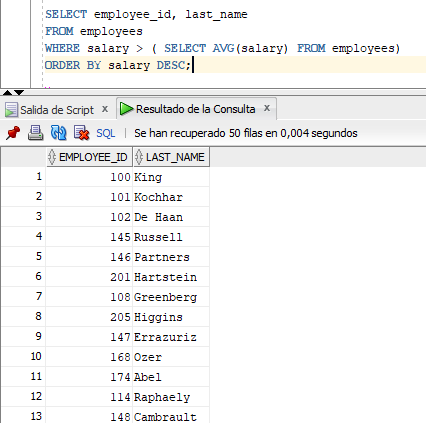 SELECT employee_id, last_name
FROM employees
WHERE salary > ( SELECT AVG(salary) FROM employees)
ORDER BY salary DESC;
Salida de Script x Resultado de la Consulta x
SQL | Se han recuperado 50 filas en 0,004 segundos
EMPLOYEE_ID LAST_NAME
1 100 King
2 101 Kochhar
3 102 De Haan
4 145 Russell
5 146 Partners
6 201 Hartstein
7 108 Greenberg
8 205 Higgins
9 147 Errazuriz
10 168 Ozer
11 174 Abel
12 114 Raphaely
13 148 Cambrault